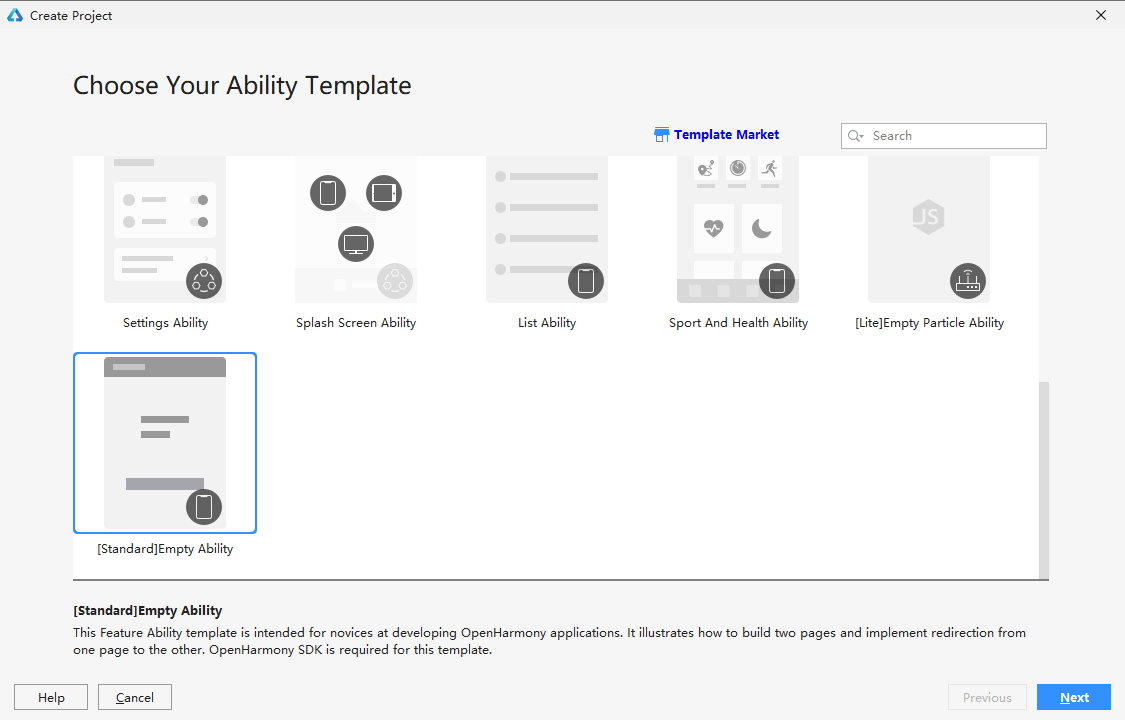 Create Project
Choose Your Ability Template
Template Market
Search
JS
Settings Ability
Splash Screen Ability
List Ability
Sport And Health Ability
[Lite]Empty Particle Ability
[Standard]Empty Ability
[Standard]Empty Ability
This Feature Ability template is intended for novices at developing OpenHarmony applications. It illustrates how to build two pages and implement redirection from
one page to the other. OpenHarmony SDK is required for this template.
Help
Cancel
Previous
Next